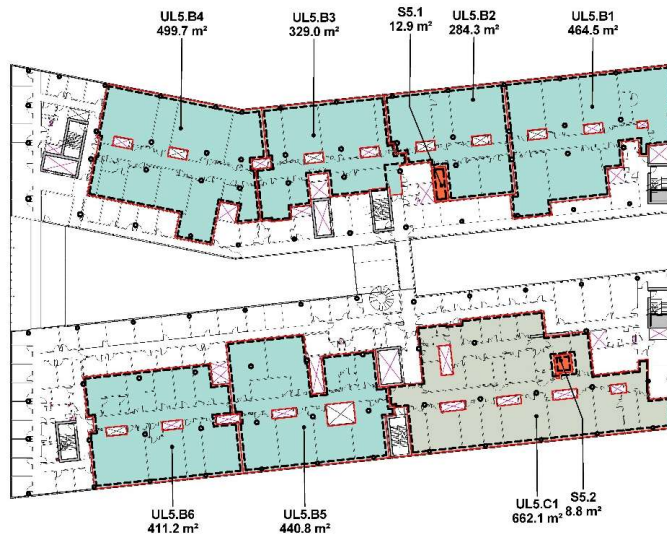 UL5.B4
499.7 m²
UL5.B3
329.0 m²
S5.1
12.9 m²
UL5.B2
284.3 m²
UL5.B1
464.5 m²
UL5.B6
411.2 m²
UL5.B5
440.8 m²
UL5.C1
662.1 m²
S5.2
8.8 m²